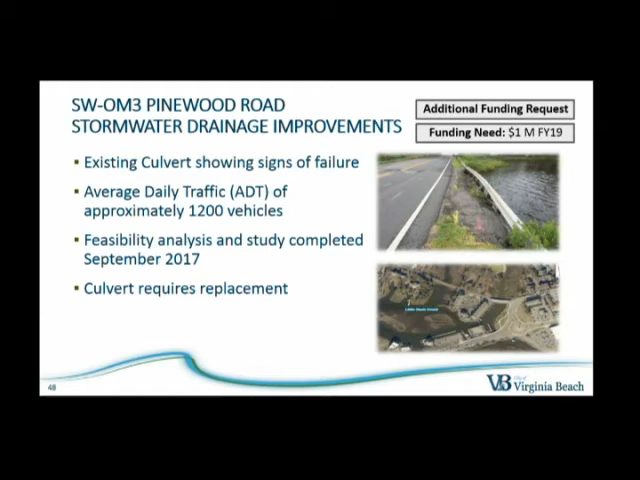 SW-OM3 PINEWOOD ROAD
STORMWATER DRAINAGE IMPROVEMENTS
Additional Funding Request
Funding Need: $1 M FY19
▪ Existing Culvert showing signs of failure
▪ Average Daily Traffic (ADT) of
approximately 1200 vehicles
▪ Feasibility analysis and study completed
September 2017
▪ Culvert requires replacement
48
VB
City of
Virginia Beach